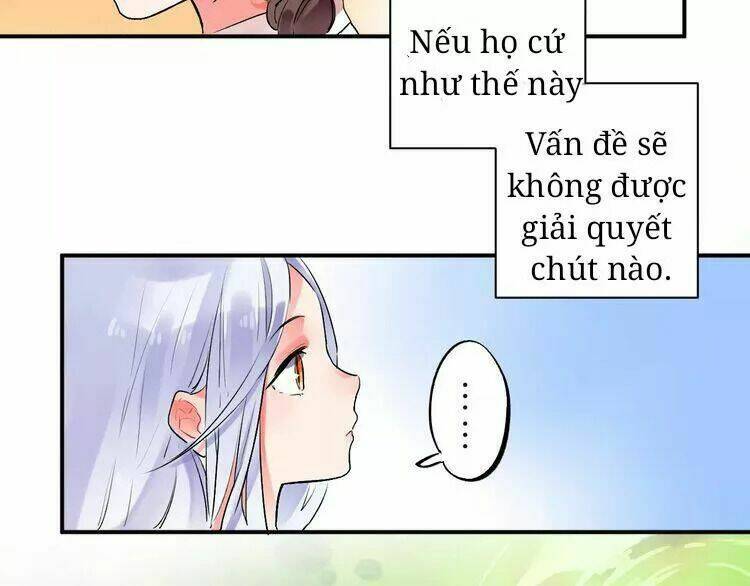 Nếu họ cứ
như thế này
Vấn đề sẽ
không được
giải quyết
chút nào.
......